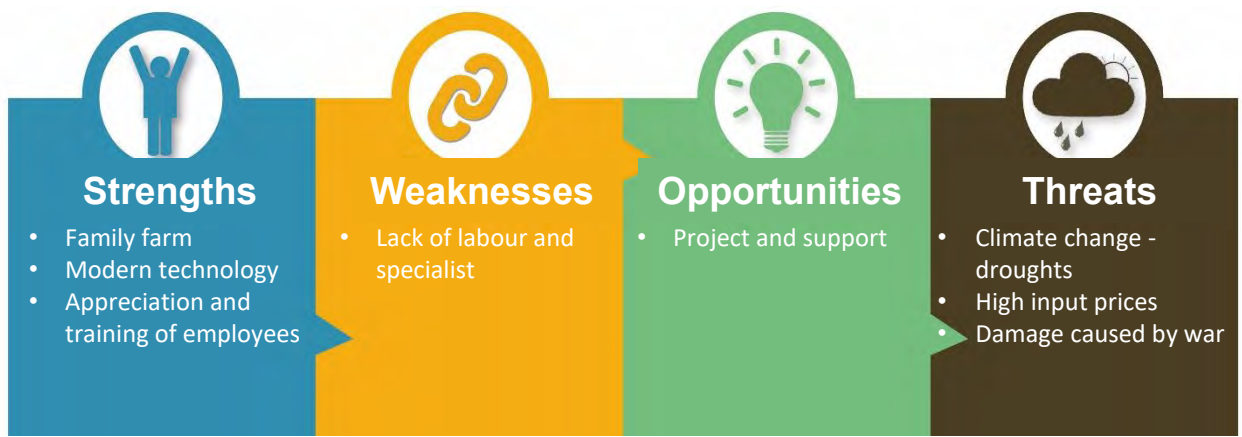 Strengths
• Family farm
• Modern technology
• Appreciation and
training of employees
Weaknesses
• Lack of labour and
specialist
Opportunities
• Project and support
Threats
• Climate change -
droughts
• High input prices
• Damage caused by war